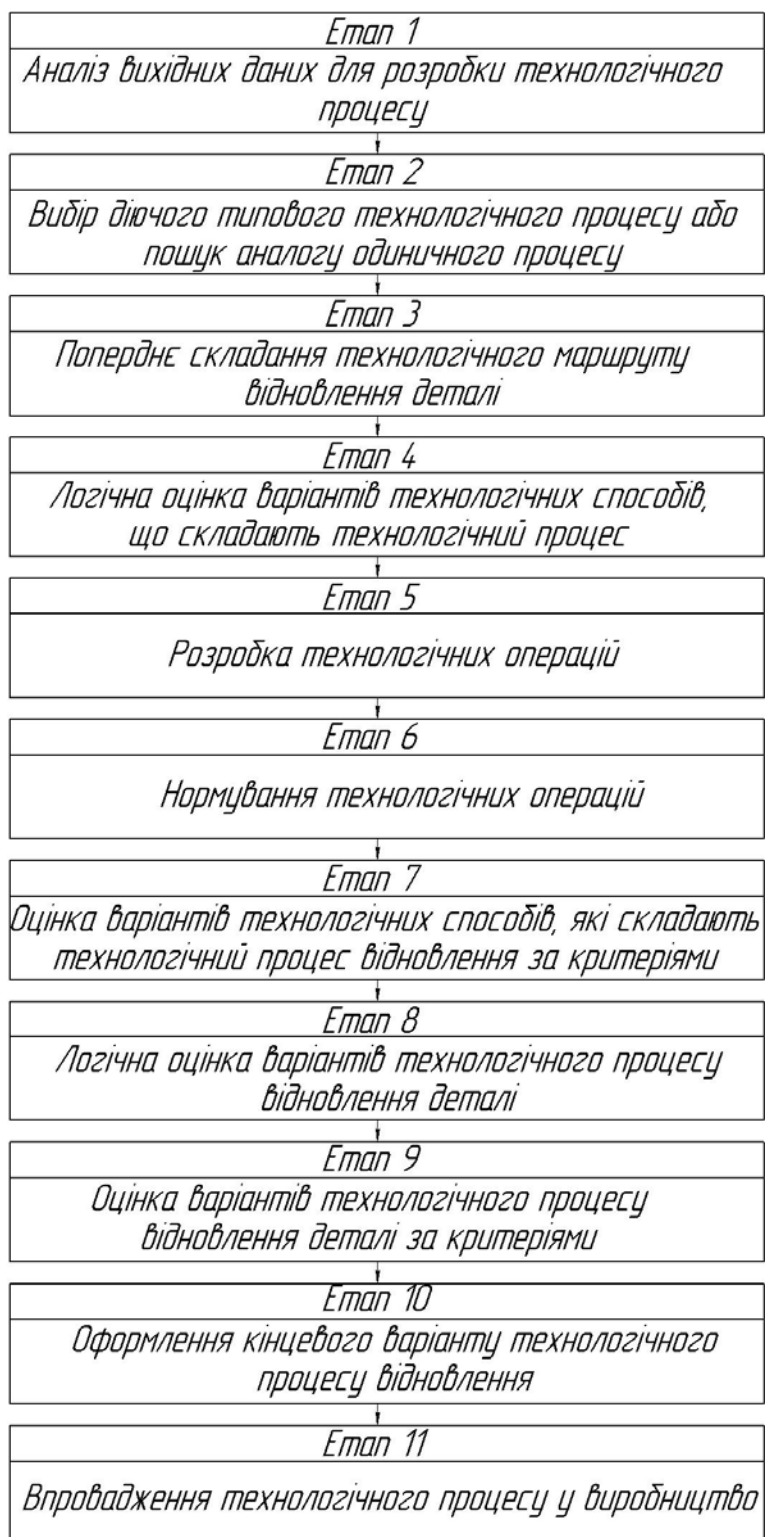 Етап 1
Аналіз вихідних даних для розробки технологічного
процесу
Етап 2
Вибір діючого типового технологічного процесу або
пошук аналогу одиничного процесу
Етап 3
Поперднє складання технологічного маршруту
відновлення деталі
Етап 4
Логічна оцінка варіантів технологічних способів,
що складають технологічний процес
Етап 5
Розробка технологічних операцій
Етап 6
Нормування технологічних операцій
Етап 7
Оцінка варіантів технологічних способів, які складають
технологічний процес відновлення за критеріями
Етап 8
Логічна оцінка варіантів технологічного процесу
відновлення деталі
Етап 9
Оцінка варіантів технологічного процесу
відновлення деталі за критеріями
Етап 10
Оформлення кінцевого варіанту технологічного
процесу відновлення
Етап 11
Впровадження технологічного процесу у виробництво